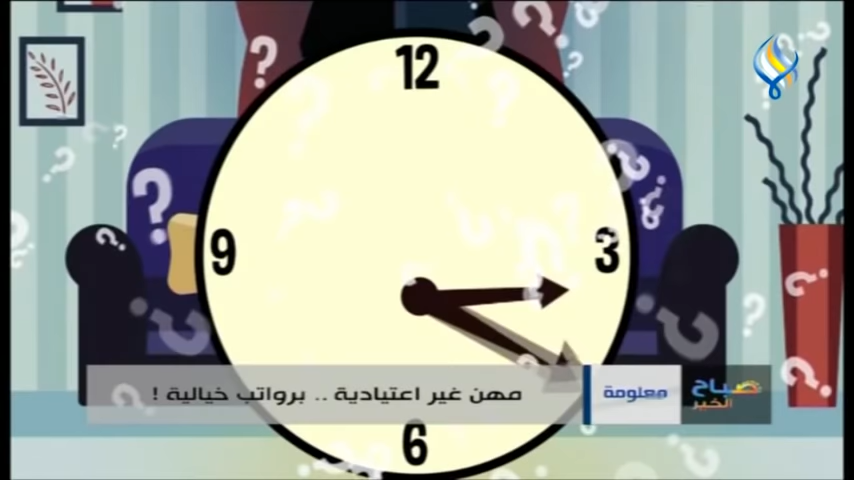 12
9
3
6
صباح الخير
معلومة
مهن غير اعتيادية .. برواتب خيالية !